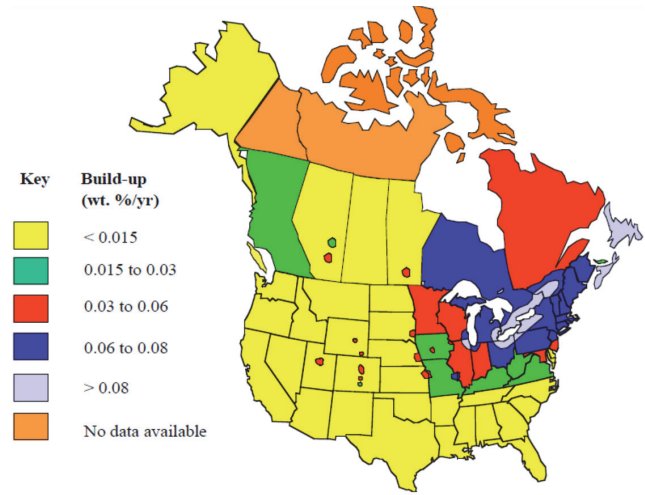 Key Build-up
(wt. %/yr)
< 0.015
0.015 to 0.03
0.03 to 0.06
0.06 to 0.08
> 0.08
No data available